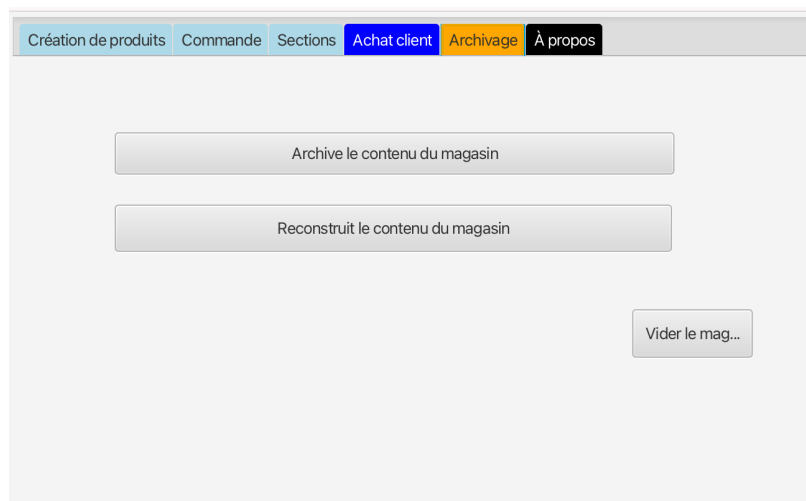 Création de produits Commande Sections Achat client Archivage À propos
Archive le contenu du magasin
Reconstruit le contenu du magasin
Vider le mag...